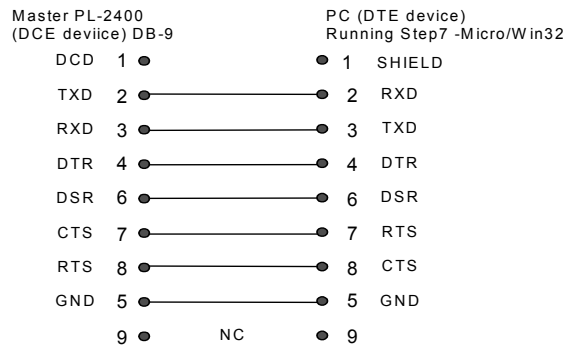 Master PL-2400 PC (DTE device)
(DCE deviice) DB-9 Running Step7 -Micro/Win32
DCD 1 1 SHIELD
TXD 2 2 RXD
RXD 3 3 TXD
DTR 4 4 DTR
DSR 6 6 DSR
CTS 7 7 RTS
RTS 8 8 CTS
GND 5 5 GND
9 NC 9